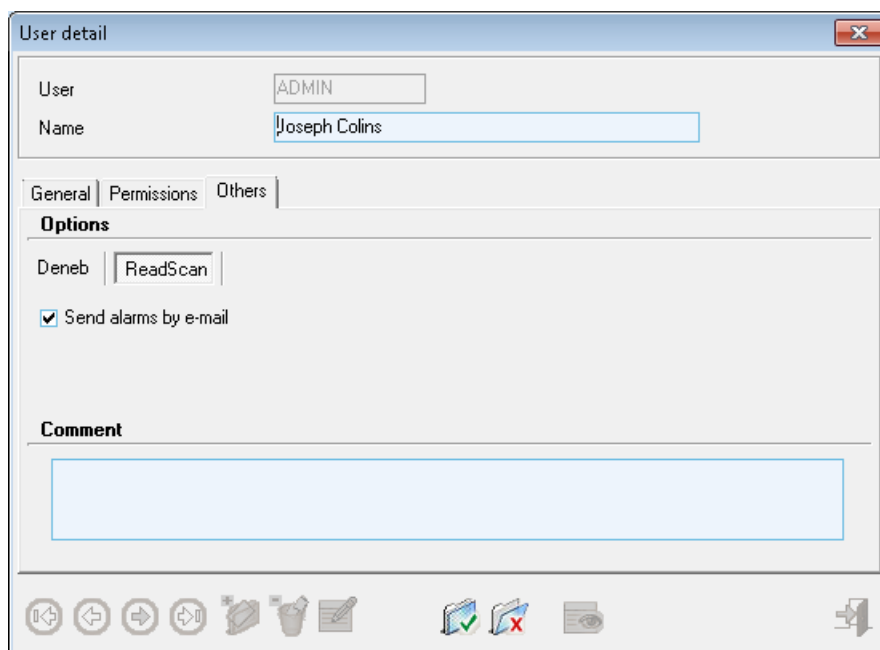 User detail
User ADMIN
Name Joseph Colins
General Permissions Others
Options
Deneb ReadScan
Send alarms by e-mail
Comment